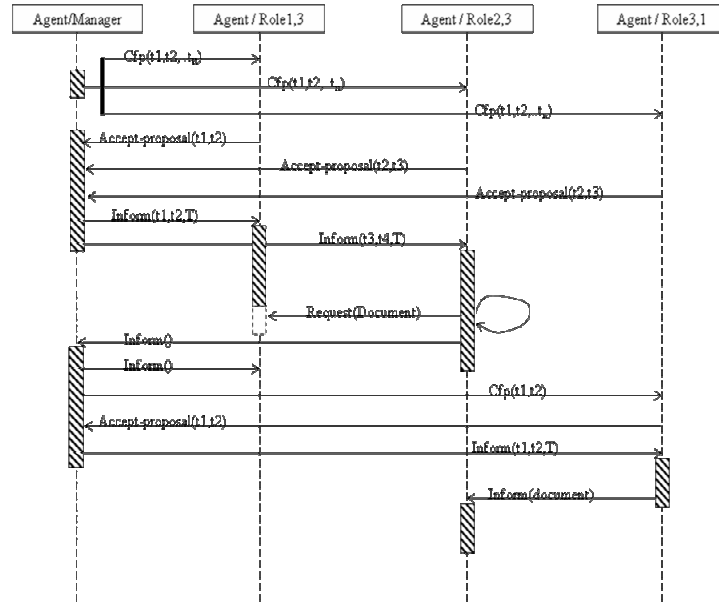 Agent/Manager
Agent / Role1,3
Agent / Role2,3
Agent / Role3,1
Cfp(t1,t2,..tn)
Cfp(t1,t2,..tn)
Cfp(t1,t2,..tn)
Accept-proposal(t1,t2)
Accept-proposal(t2,t3)
Accept-proposal(t2,t3)
Inform(t1,t2,T)
Inform(t3,t4,T)
Request(Document)
Inform()
Inform()
Cfp(t1,t2)
Accept-proposal(t1,t2)
Inform(t1,t2,T)
Inform(document)